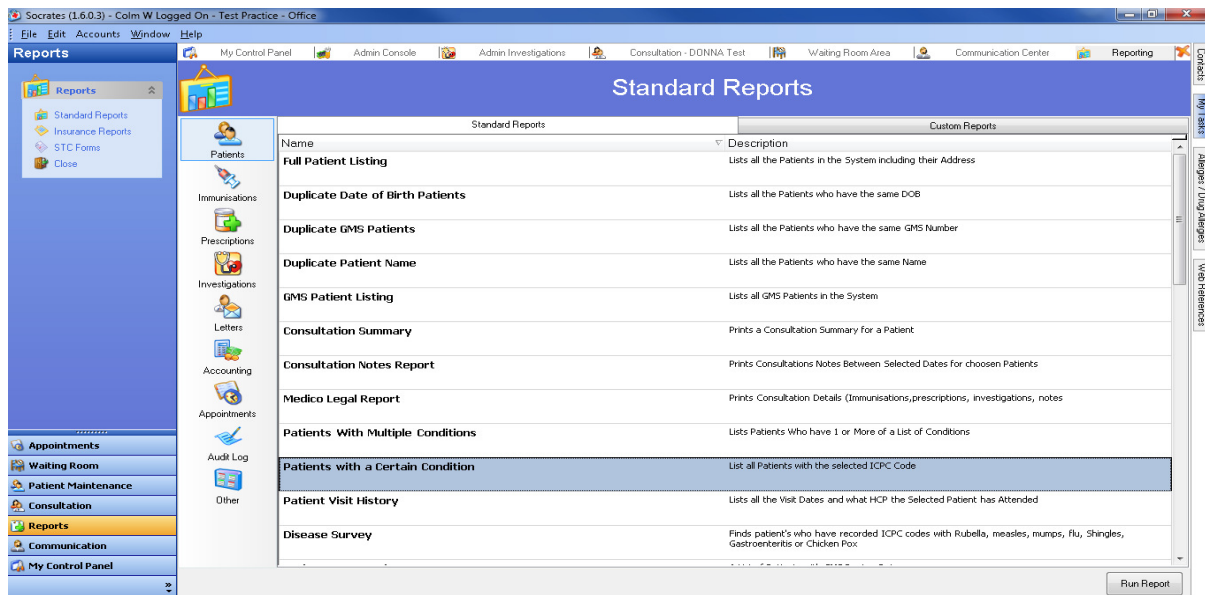 Socrates (1.6.0.3) - Colm W Logged On - Test Practice - Office
File Edit Accounts Window Help
Reports
My Control Panel Admin Console Admin Investigations Consultation - DONNA Test Waiting Room Area Communication Center Reporting
Reports
Standard Reports
Insurance Reports
STC Forms
Close
Standard Reports
Standard Reports Custom Reports
Name Description
Full Patient Listing Lists all the Patients in the System including their Address
Duplicate Date of Birth Patients Lists all the Patients who have the same DOB
Duplicate GMS Patients Lists all the Patients who have the same GMS Number
Duplicate Patient Name Lists all the Patients who have the same Name
GMS Patient Listing Lists all GMS Patients in the System
Consultation Summary Prints a Consultation Summary for a Patient
Consultation Notes Report Prints Consultations Notes Between Selected Dates for choosen Patients
Medico Legal Report Prints Consultation Details (Immunisations,prescriptions, investigations, notes
Patients With Multiple Conditions Lists Patients Who have 1 or More of a List of Conditions
Patients with a Certain Condition List all Patients with the selected ICPC Code
Patient Visit History Lists all the Visit Dates and what HCP the Selected Patient has Attended
Disease Survey Finds patient's who have recorded ICPC codes with Rubella, measles, mumps, flu, Shingles,
Gastroenteritis or Chicken Pox
Patients
Immunisations
Prescriptions
Investigations
Letters
Accounting
Appointments
Audit Log
Other
Appointments
Waiting Room
Patient Maintenance
Consultation
Reports
Communication
My Control Panel
Run Report
Contacts
My Tasks
Allergies / Drug Allergies
Web References